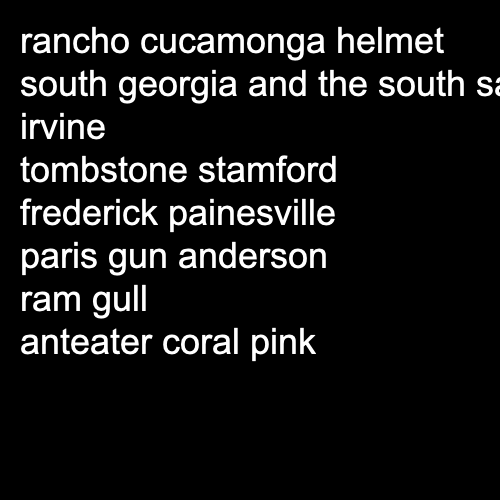 rancho cucamonga helmet
south georgia and the south
irvine
tombstone stamford
frederick painesville
paris gun anderson
ram gull
anteater coral pink